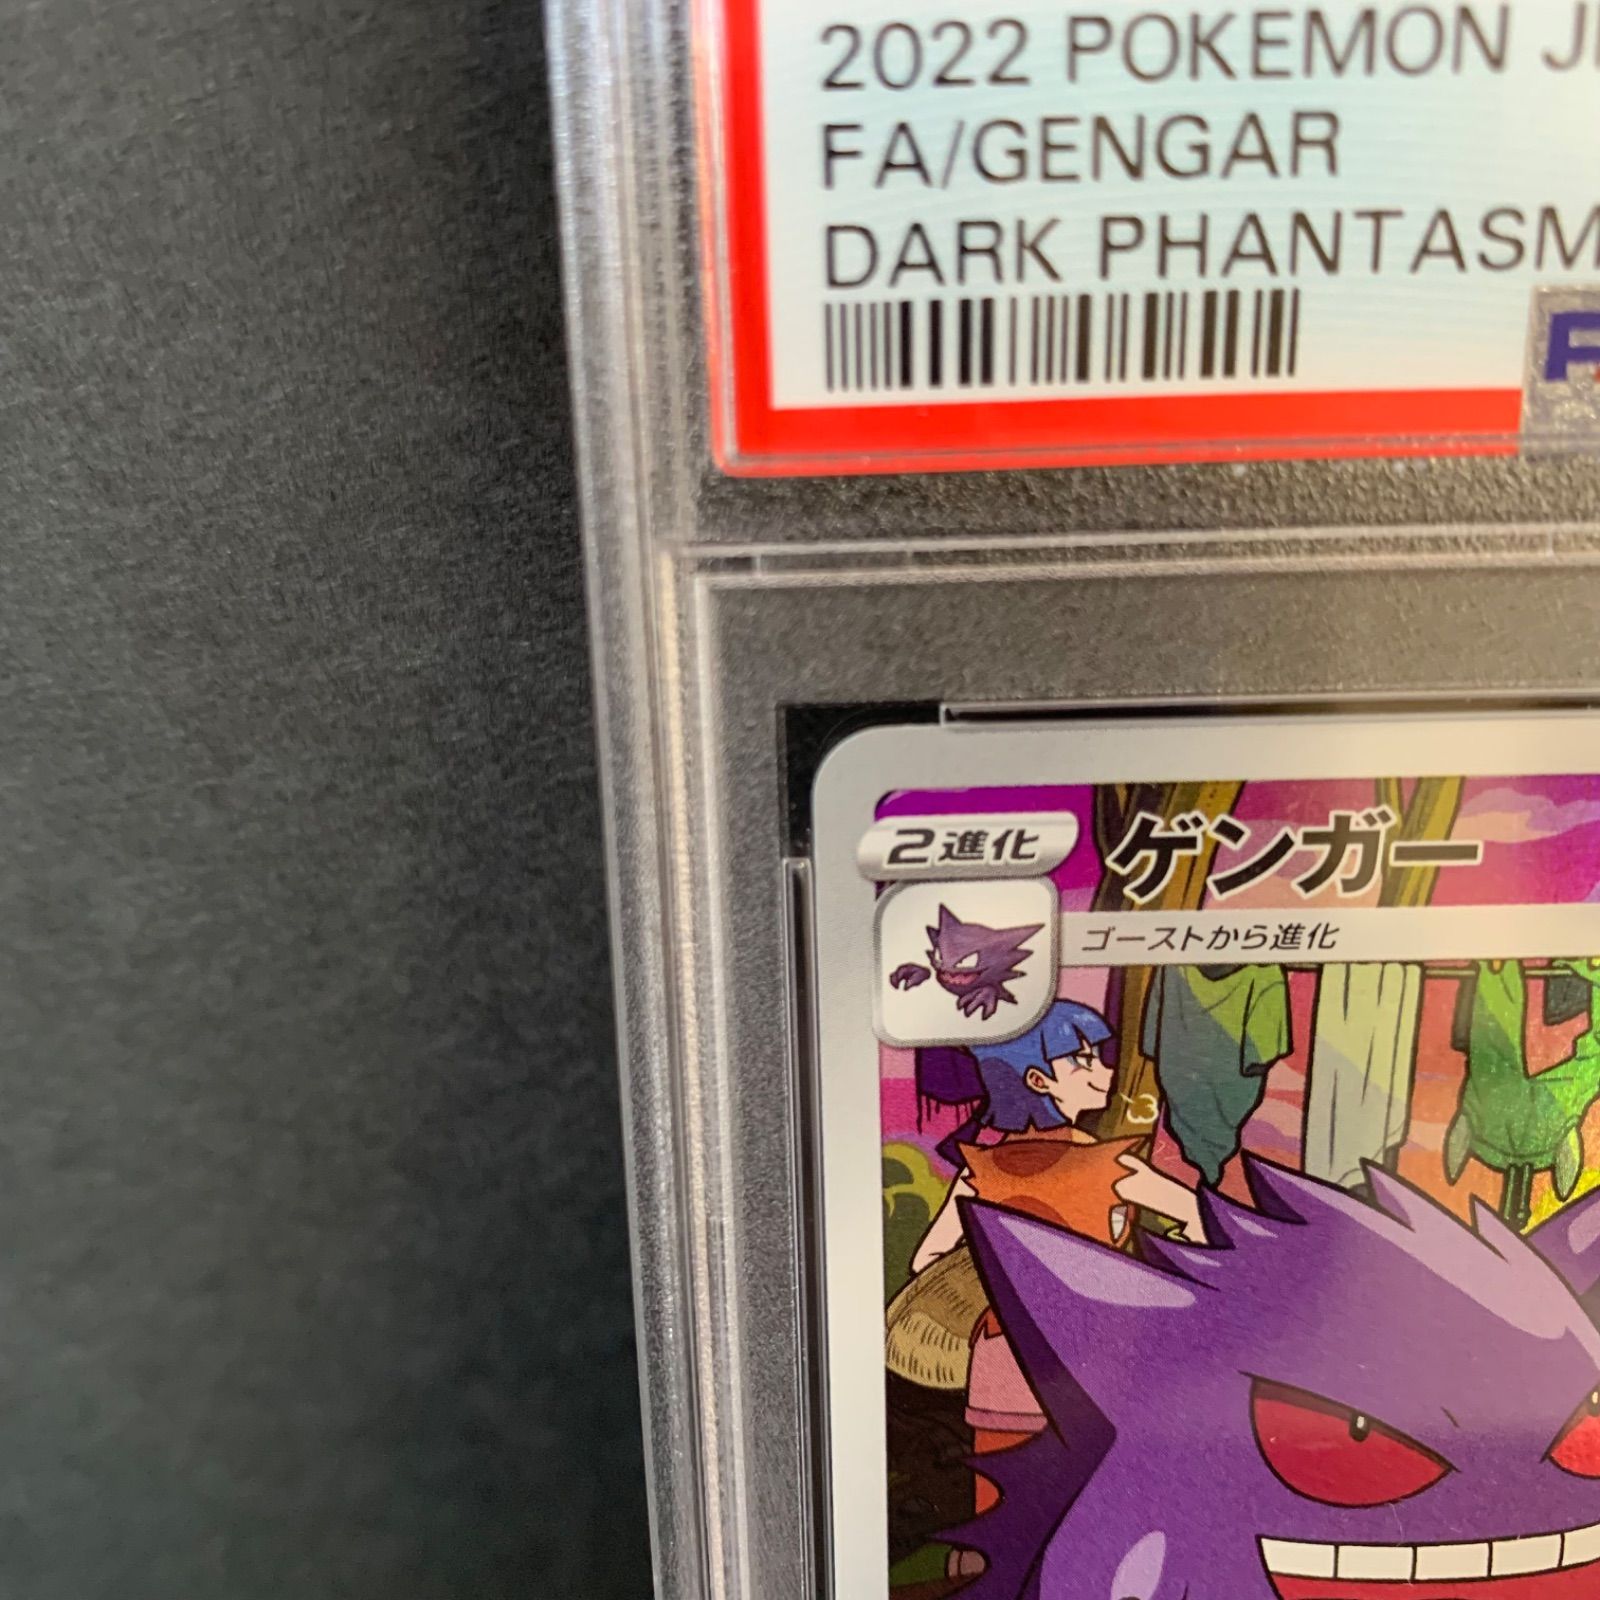 2022 POKEMON
FA/GENGAR
DARK PHANTASM
2進化
ゲンガー
ゴーストから進化